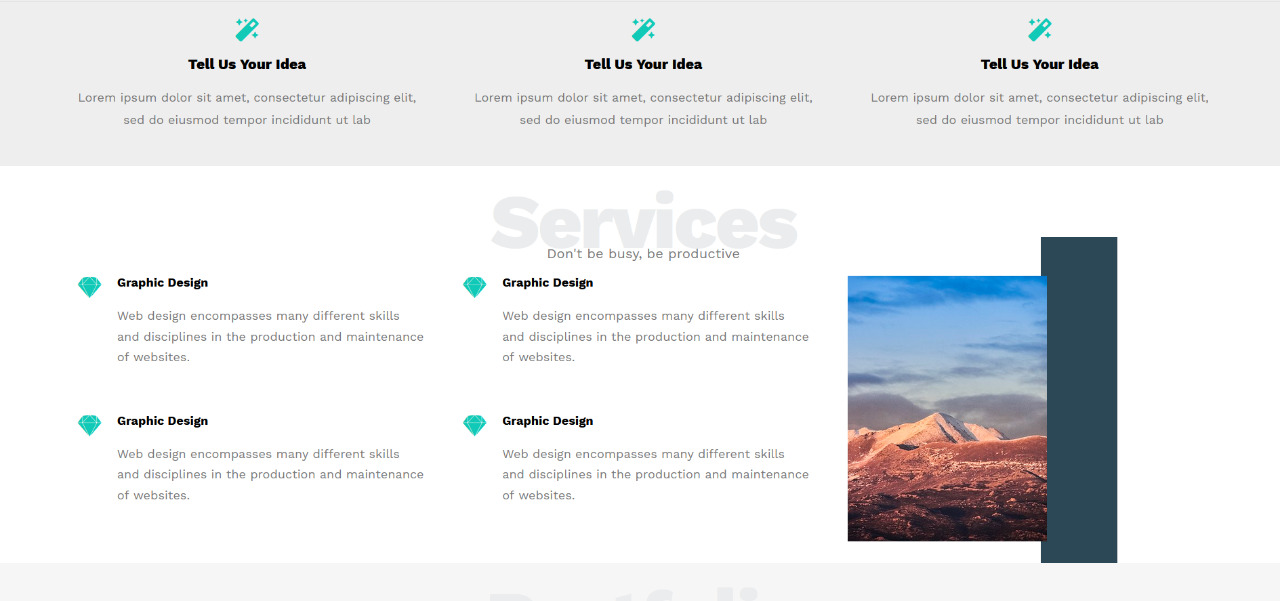 Tell Us Your Idea
Lorem ipsum dolor sit amet, consectetur adipiscing elit,
sed do eiusmod tempor incididunt ut lab
Tell Us Your Idea
Lorem ipsum dolor sit amet, consectetur adipiscing elit,
sed do eiusmod tempor incididunt ut lab
Tell Us Your Idea
Lorem ipsum dolor sit amet, consectetur adipiscing elit,
sed do eiusmod tempor incididunt ut lab
Services
Don't be busy, be productive
Graphic Design
Web design encompasses many different skills
and disciplines in the production and maintenance
of websites.
Graphic Design
Web design encompasses many different skills
and disciplines in the production and maintenance
of websites.
Graphic Design
Web design encompasses many different skills
and disciplines in the production and maintenance
of websites.
Graphic Design
Web design encompasses many different skills
and disciplines in the production and maintenance
of websites.